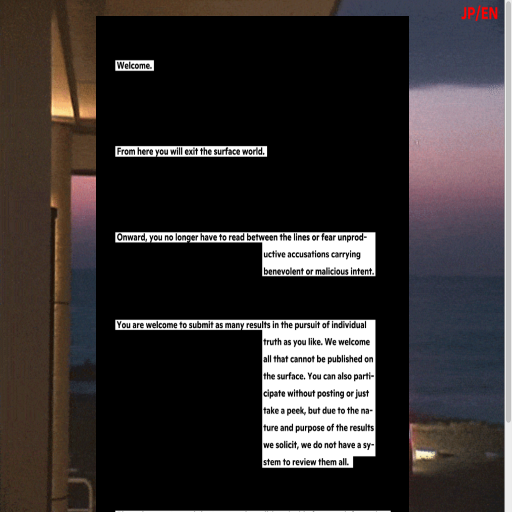 JP/EN
Welcome.
From here you will exit the surface world.
Onward, you no longer have to read between the lines or fear unprod-
uctive accusations carrying
benevolent or malicious intent.
You are welcome to submit as many results in the pursuit of individual
truth as you like. We welcome
all that cannot be published on
the surface. You can also parti-
cipate without posting or just
take a peek, but due to the na-
ture and purpose of the results
we solicit, we do not have a sy-
stem to review them all.